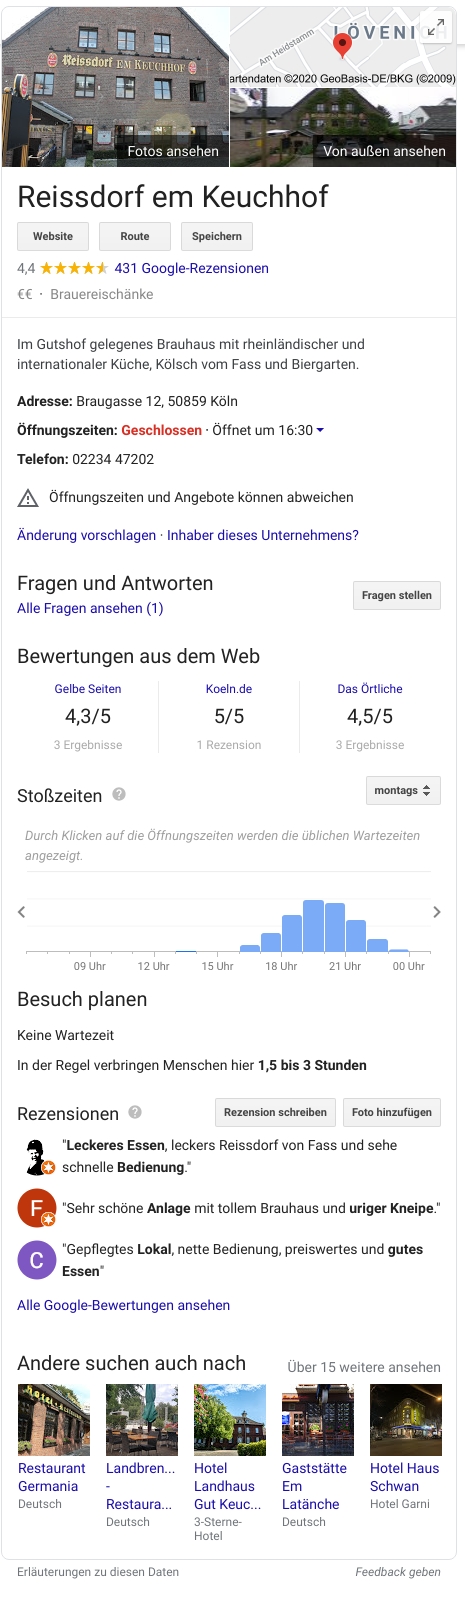 Reissdorf EM KEUCHHOF
LÖVENIC
Am Heidstamm
artendaten ©2020 GeoBasis-DE/BKG (©2009)
Fotos ansehen
Von außen ansehen
Reissdorf em Keuchhof
Website
Route
Speichern
4,4
431 Google-Rezensionen
€€ · Brauereischänke
Im Gutshof gelegenes Brauhaus mit rheinländischer und
internationaler Küche, Kölsch vom Fass und Biergarten.
Adresse: Braugasse 12, 50859 Köln
Öffnungszeiten: Geschlossen · Öffnet um 16:30
Telefon: 02234 47202
Öffnungszeiten und Angebote können abweichen
Änderung vorschlagen · Inhaber dieses Unternehmens?
Fragen und Antworten
Alle Fragen ansehen (1)
Fragen stellen
Bewertungen aus dem Web
Gelbe Seiten
4,3/5
3 Ergebnisse
Koeln.de
5/5
1 Rezension
Das Örtliche
4,5/5
3 Ergebnisse
Stoßzeiten
?
montags
Durch Klicken auf die Öffnungszeiten werden die üblichen Wartezeiten
angezeigt.
09 Uhr 12 Uhr 15 Uhr 18 Uhr 21 Uhr 00 Uhr
Besuch planen
Keine Wartezeit
In der Regel verbringen Menschen hier 1,5 bis 3 Stunden
Rezensionen
?
Rezension schreiben
Foto hinzufügen
"Leckeres Essen, leckers Reissdorf von Fass und sehe
schnelle Bedienung."
F
"Sehr schöne Anlage mit tollem Brauhaus und uriger Kneipe."
C
"Gepflegtes Lokal, nette Bedienung, preiswertes und gutes
Essen"
Alle Google-Bewertungen ansehen
Andere suchen auch nach
Über 15 weitere ansehen
Restaurant
Germania
Deutsch
Landbren...
-
Restaura...
Deutsch
Hotel
Landhaus
Gut Keuc...
3-Sterne-
Hotel
Gaststätte
Em
Latänche
Deutsch
Hotel Haus
Schwan
Hotel Garni
Erläuterungen zu diesen Daten
Feedback geben